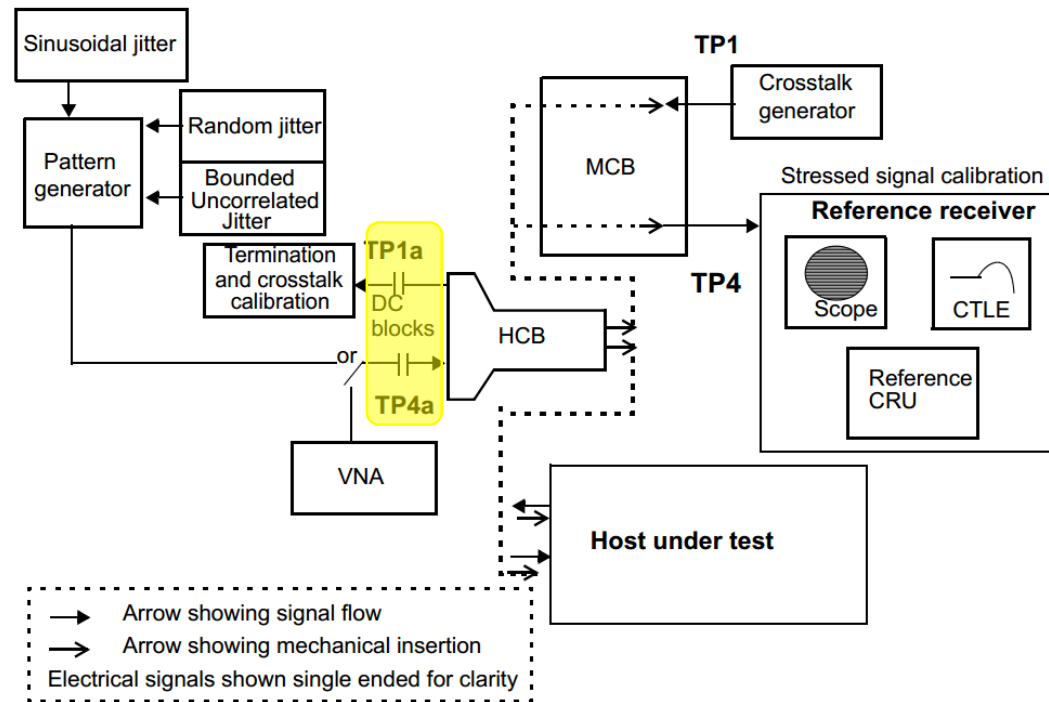 Sinusoidal jitter
Pattern
generator
Random jitter
Bounded
Uncorrelated
Jitter
TP1
Crosstalk
generator
MCB
Stressed signal calibration
Reference receiver
Scope
CTLE
Reference
CRU
TP4
Termination
and crosstalk
calibration
TP1a
DC
blocks
HCB
or
TP4a
VNA
Host under test
Arrow showing signal flow
Arrow showing mechanical insertion
Electrical signals shown single ended for clarity